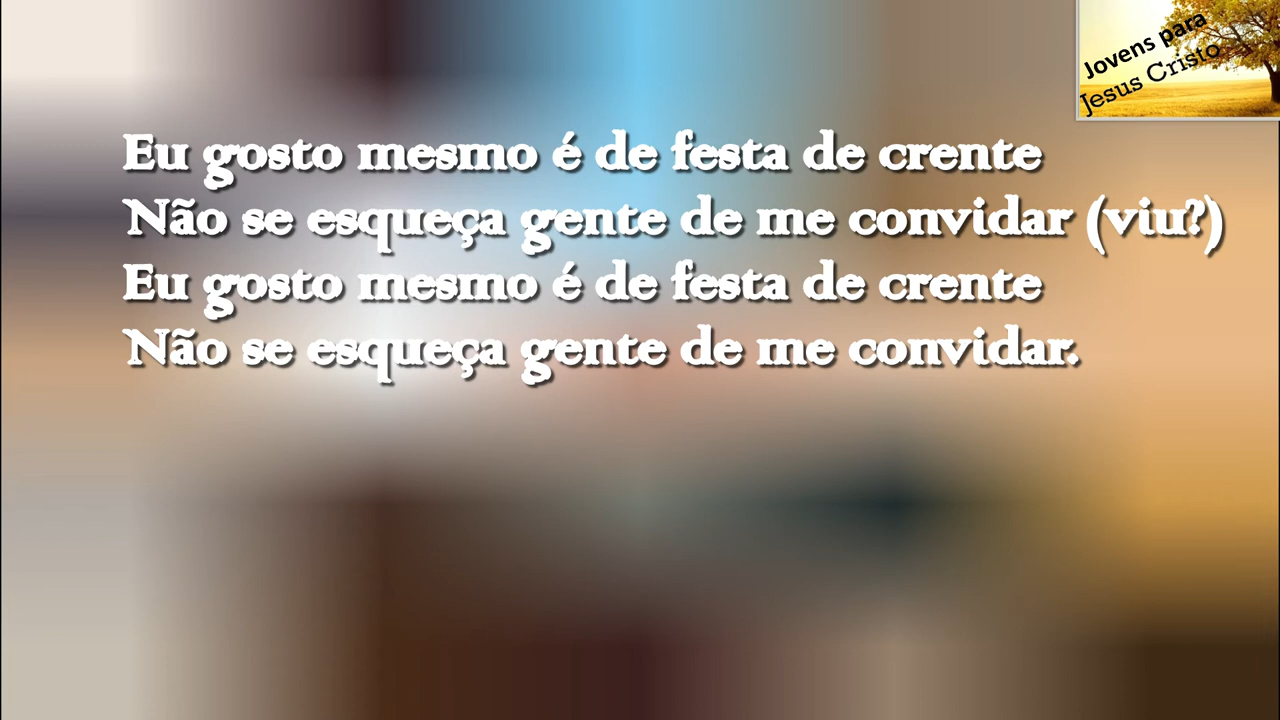 Jovens para
Jesus Cristo
Eu gosto mesmo é de festa de crente
Não se esqueça gente de me convidar (viu?)
Eu gosto mesmo é de festa de crente
Não se esqueça gente de me convidar.